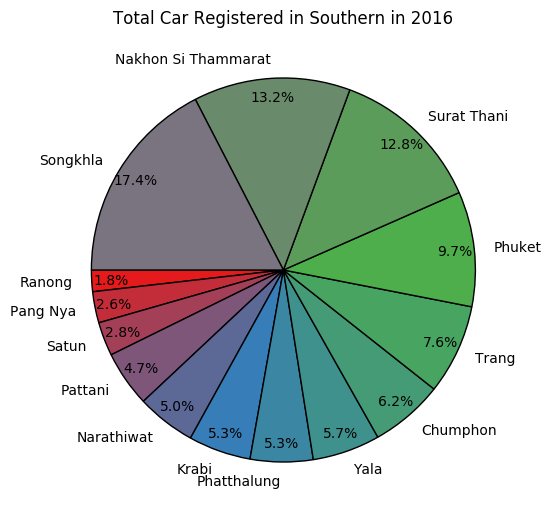 Total Car Registered in Southern in 2016
Nakhon Si Thammarat
13.2%
Surat Thani
12.8%
Songkhla
17.4%
Phuket
9.7%
Ranong
1.8%
Pang Nya
2.6%
Satun
2.8%
Trang
7.6%
Pattani
4.7%
Chumphon
6.2%
Narathiwat
5.0%
Krabi
5.3%
Phatthalung
5.3%
Yala
5.7%